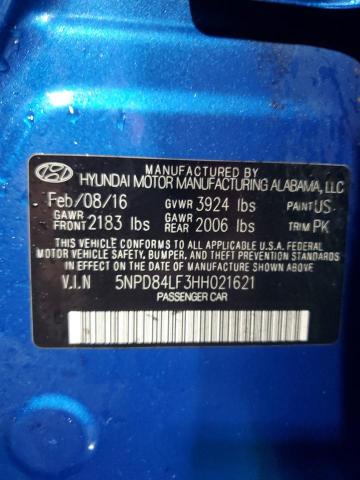 MANUFACTURED BY
HYUNDAI MOTOR MANUFACTURING ALABAMA, LLC
Feb/08/16 GVWR 3924 lbs PAINT US
GAWR FRONT 2183 lbs GAWR REAR 2006 lbs TRIM PK
THIS VEHICLE CONFORMS TO ALL APPLICABLE U.S.A. FEDERAL
MOTOR VEHICLE SAFETY, BUMPER, AND THEFT PREVENTION
STANDARDS IN EFFECT ON THE DATE OF MANUFACTURE SHOWN ABOVE.
V.I.N 5NPD84LF3HH021621
PASSENGER CAR